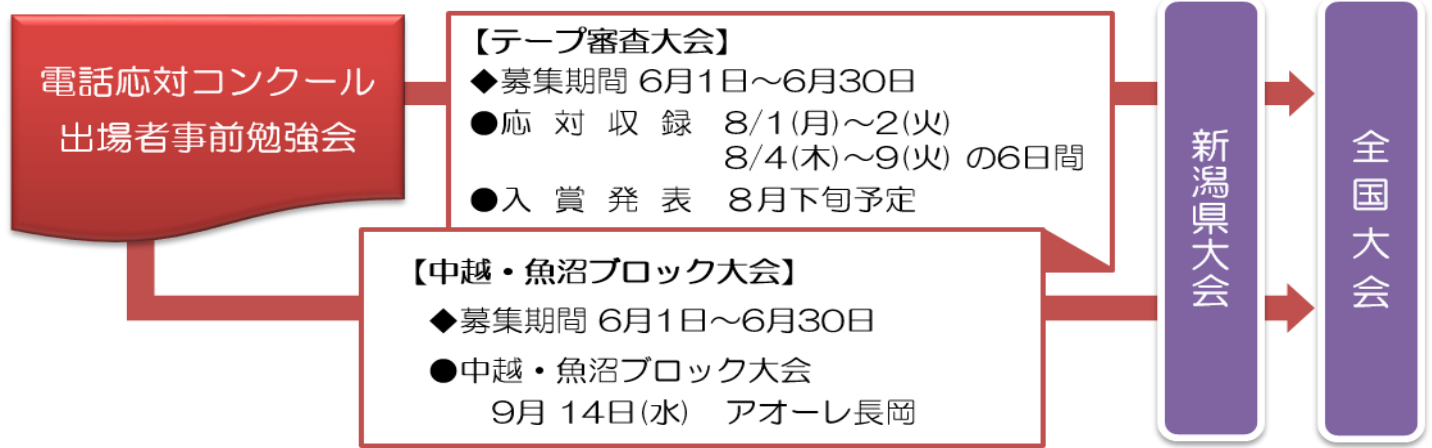 電話応対コンクール
出場者事前勉強会
【テープ審査大会】
◆募集期間 6月1日～6月30日
●応 対 収 録 8/1(月)～2(火)
8/4(木)～9(火) の6日間
●入 賞 発 表 8月下旬予定
【中越・魚沼ブロック大会】
◆募集期間 6月1日～6月30日
●中越・魚沼ブロック大会
9月 14日(水) アオーレ長岡
新潟県大会
全国大会